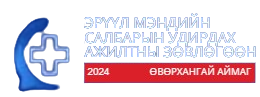 ЭРҮҮЛ МЭНДИЙН
САЛБАРЫН УДИРДАХ
АЖИЛТНЫ ЗӨВЛӨГӨӨН
2024 ӨВӨРХАНГАЙ АЙМАГ